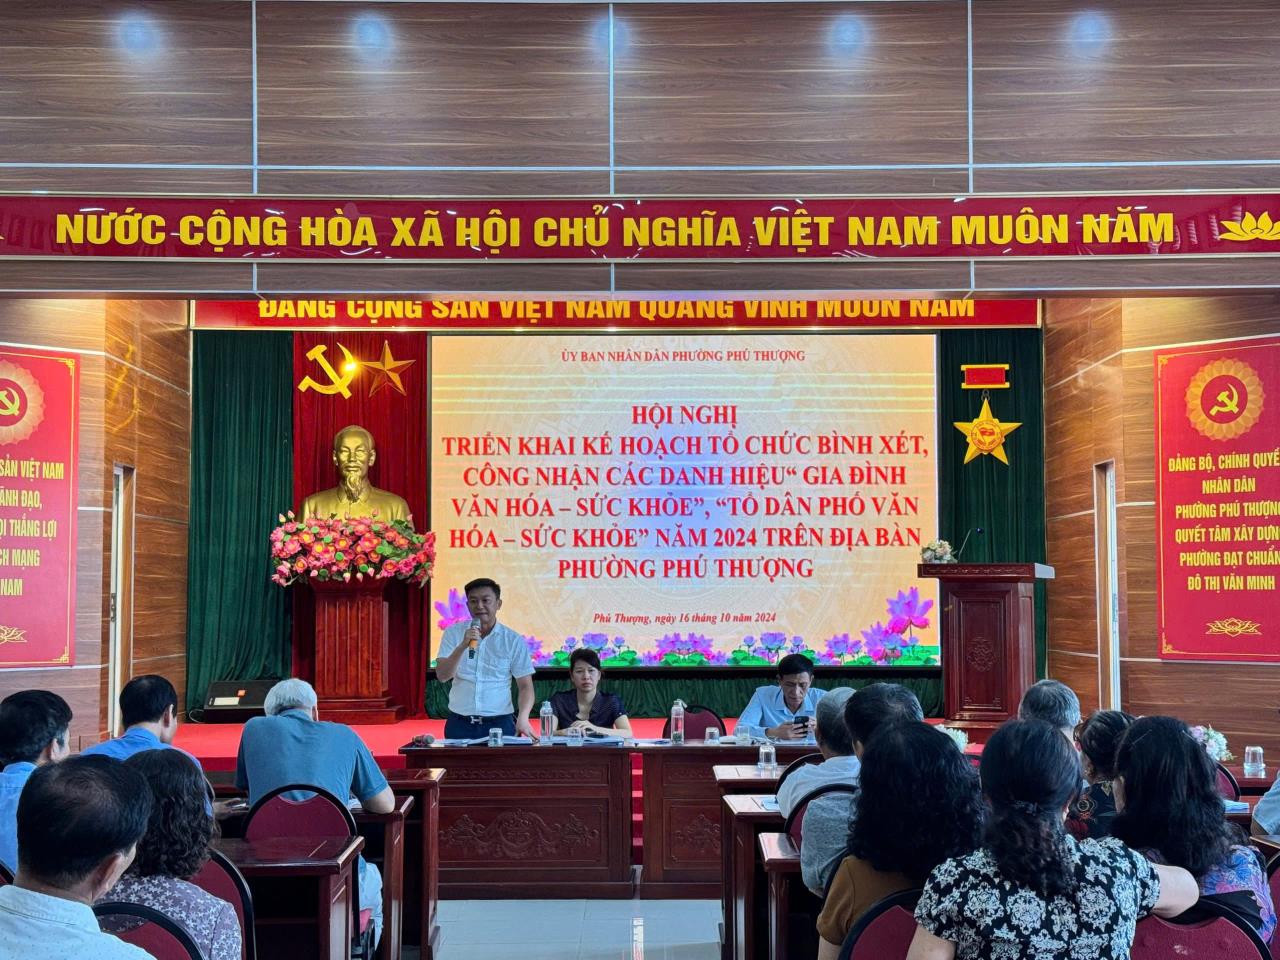 NƯỚC CỘNG HÒA XÃ HỘI CHỦ NGHĨA VIỆT NAM MUÔN NĂM
ĐẢNG CỘNG SẢN VIỆT NAM QUANG VINH MUÔN NĂM
ỦY BAN NHÂN DÂN PHƯỜNG PHÚ THƯỢNG
HỘI NGHỊ
TRIỂN KHAI KẾ HOẠCH TỔ CHỨC BÌNH XÉT,
CÔNG NHẬN CÁC DANH HIỆU“ GIA ĐÌNH
VĂN HÓA – SỨC KHỎE”, “TỔ DÂN PHỐ VĂN
HÓA – SỨC KHỎE” NĂM 2024 TRÊN ĐỊA BÀN
PHƯỜNG PHÚ THƯỢNG
Phú Thượng, ngày 16 tháng 10 năm 2024
SẢN VIỆT NAM
ÃNH ĐẠO,
ỌI THẮNG LỢI
CH MẠNG
NAM
ĐẢNG BỘ, CHÍNH QUYỀ
NHÂN DÂN
PHƯỜNG PHÚ THƯỢNG
QUYẾT TÂM XÂY DỰN
PHƯỜNG ĐẠT CHUẨN
ĐÔ THỊ VĂN MINH